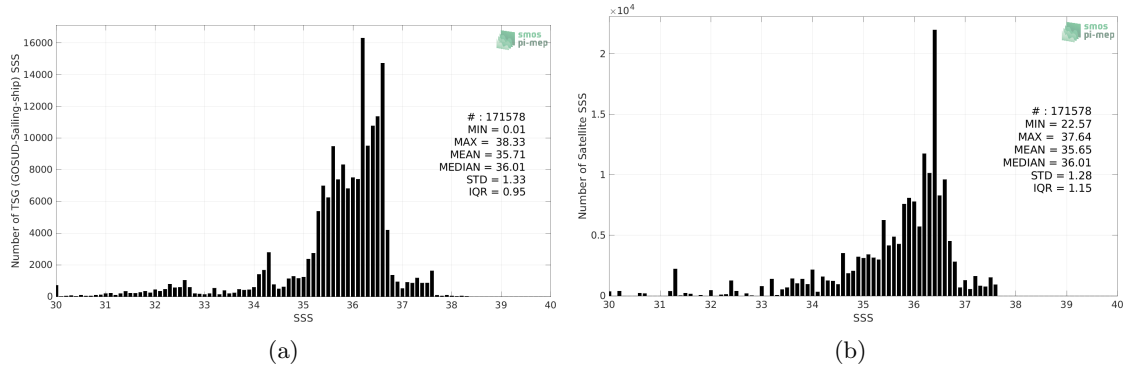 smos
pi-mep
Number of TSG (GOSUD-Sailing-ship) SSS
16000
14000
12000
10000
8000
6000
4000
2000
0
# : 171578
MIN = 0.01
MAX = 38.33
MEAN = 35.71
MEDIAN = 36.01
STD = 1.33
IQR = 0.95
30 31 32 33 34 35 36 37 38 39 40
SSS
(a)
×10⁴
smos
pi-mep
Number of Satellite SSS
2
1.5
1
0.5
0
# : 171578
MIN = 22.57
MAX = 37.64
MEAN = 35.65
MEDIAN = 36.01
STD = 1.28
IQR = 1.15
30 31 32 33 34 35 36 37 38 39 40
SSS
(b)